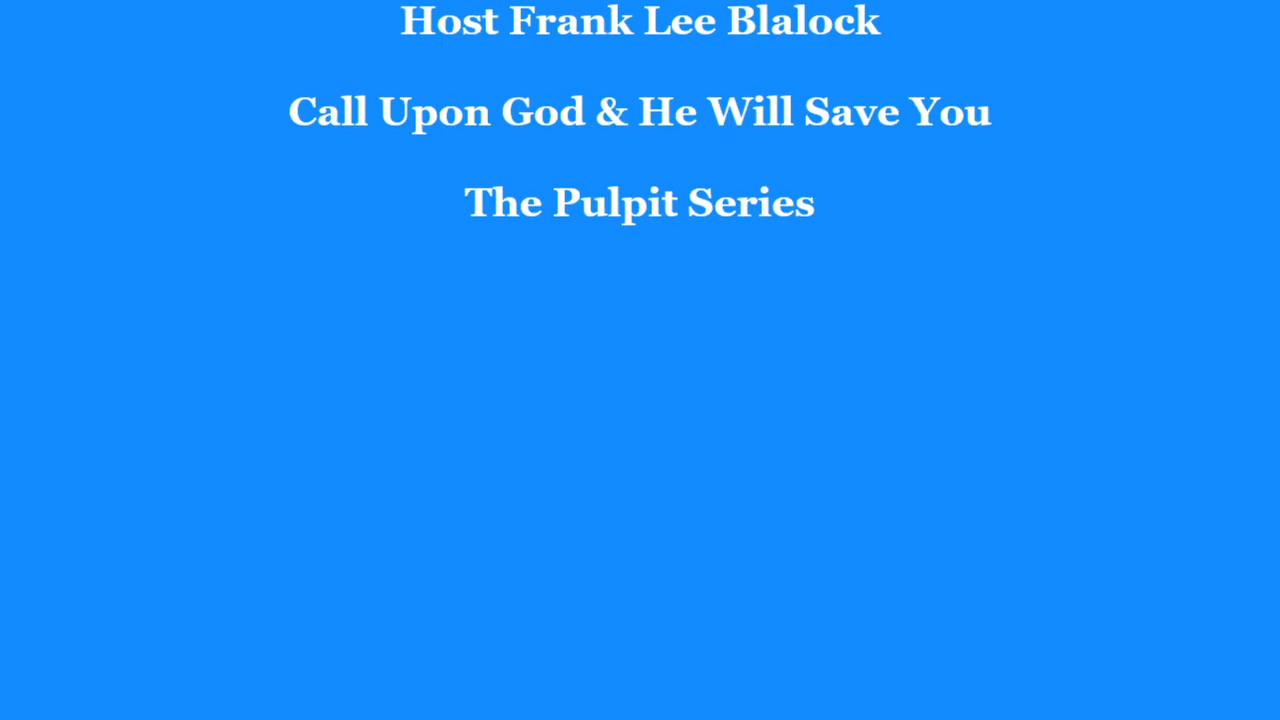 Host Frank Lee Blalock
Call Upon God & He Will Save You
The Pulpit Series